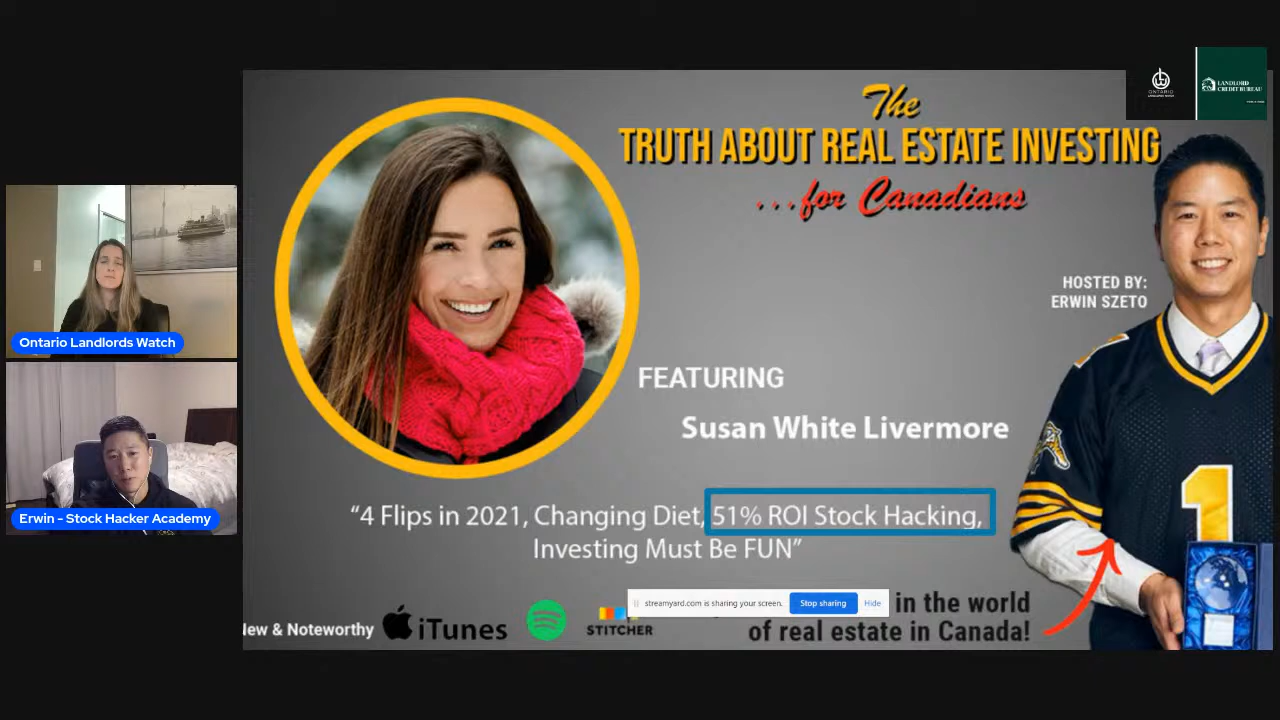 The
TRUTH ABOUT REAL ESTATE INVESTING
...for Canadians
ONTARIO
LANDLORD
CREDIT BUREAU
HOSTED BY:
ERWIN SZETO
Ontario Landlords Watch
FEATURING
Susan White Livermore
Erwin - Stock Hacker Academy
“4 Flips in 2021, Changing Diet, 51% ROI Stock Hacking,
Investing Must Be FUN”
1
streamyard.com is sharing your screen.
Stop sharing
Hide
New & Noteworthy
iTunes
STITCHER
in the world
of real estate in Canada!